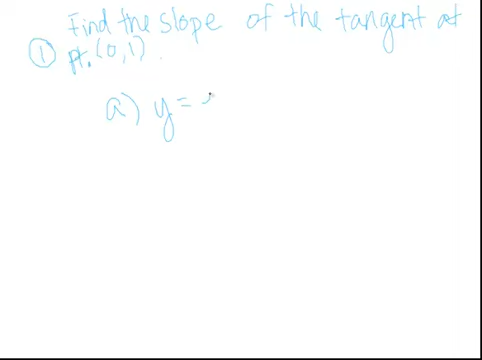 Find the slope of the tangent at
① pt. (0,1).
a) y =